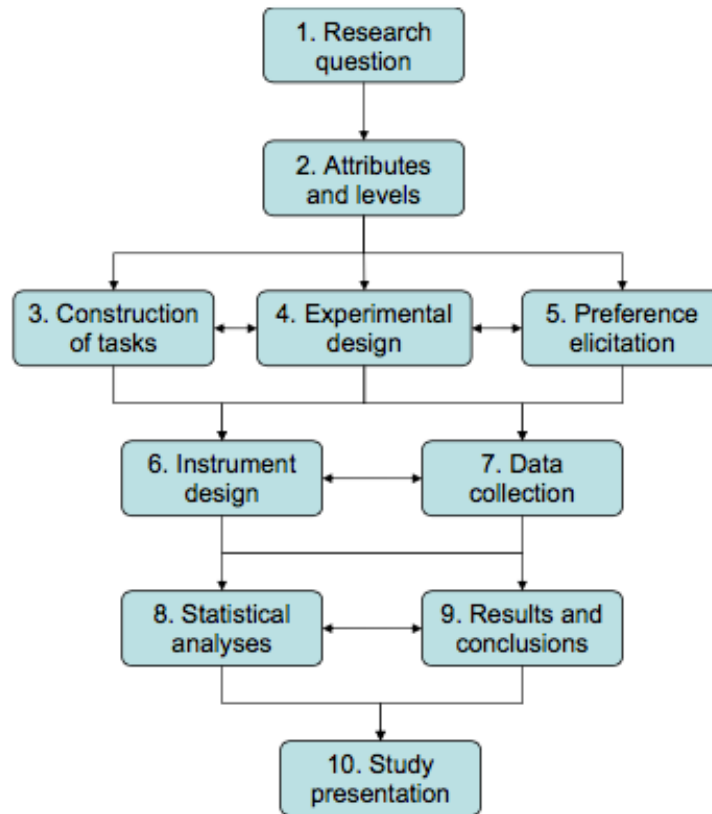 1. Research
question
2. Attributes
and levels
3. Construction
of tasks
4. Experimental
design
5. Preference
elicitation
6. Instrument
design
7. Data
collection
8. Statistical
analyses
9. Results and
conclusions
10. Study
presentation